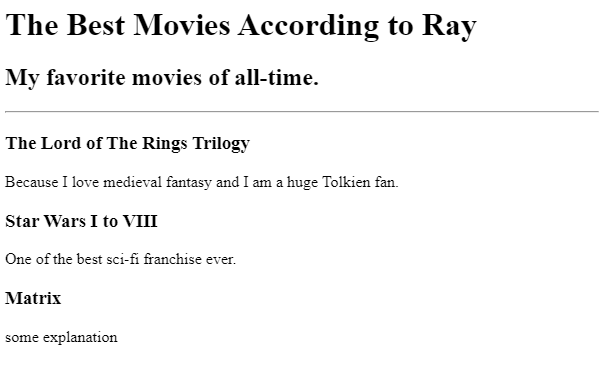 The Best Movies According to Ray
My favorite movies of all-time.
The Lord of The Rings Trilogy
Because I love medieval fantasy and I am a huge Tolkien fan.
Star Wars I to VIII
One of the best sci-fi franchise ever.
Matrix
some explanation